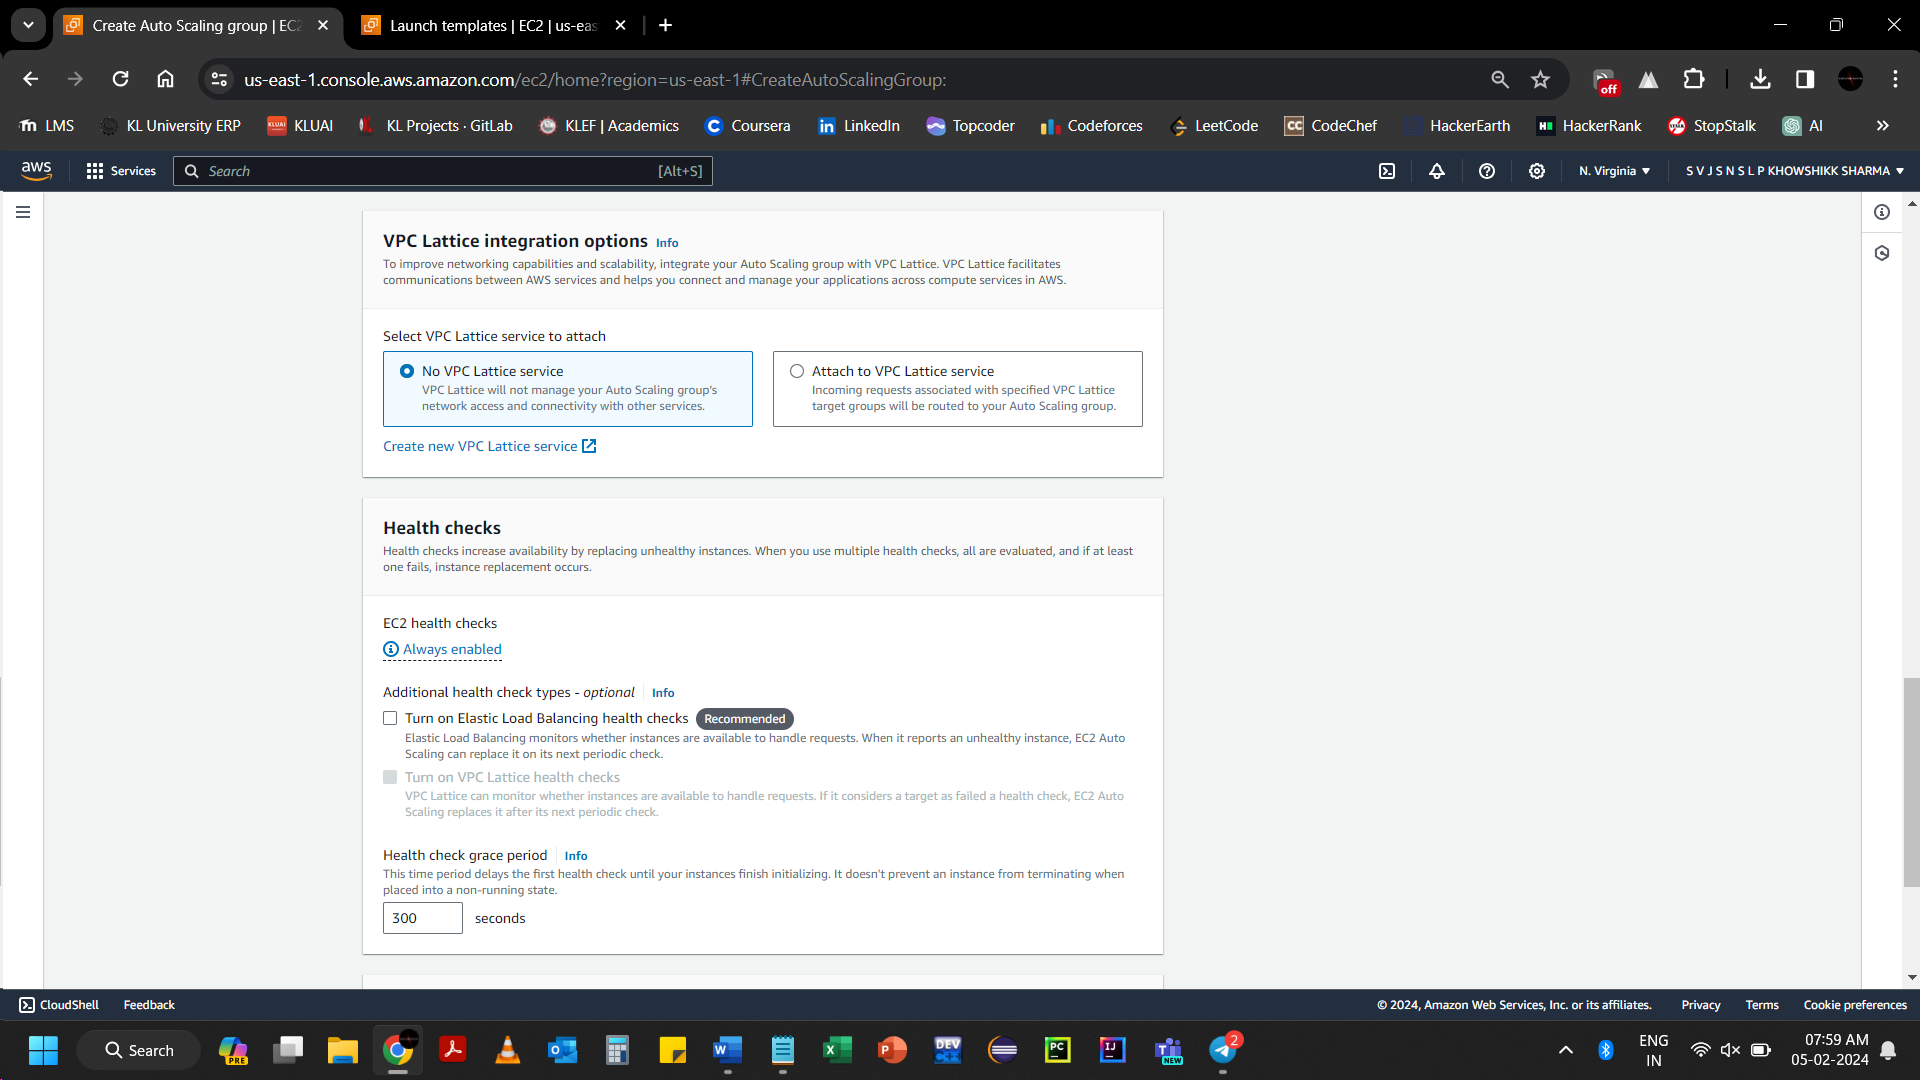 Create Auto Scaling group | EC2
Launch templates | EC2 | us-eas
us-east-1.console.aws.amazon.com/ec2/home?region=us-east-1#CreateAutoScalingGroup:
off
LMS
KL University ERP
KLUAI
KLUAI
KL Projects · GitLab
KLEF | Academics
Coursera
LinkedIn
Topcoder
Codeforces
LeetCode
CodeChef
HackerEarth
HackerRank
StopStalk
AI
aws
Services
Search
[Alt+S]
N. Virginia
S V J S N S L P KHOWSHIKK SHARMA
VPC Lattice integration options Info
To improve networking capabilities and scalability, integrate your Auto Scaling group with VPC Lattice. VPC Lattice facilitates
communications between AWS services and helps you connect and manage your applications across compute services in AWS.
Select VPC Lattice service to attach
No VPC Lattice service
VPC Lattice will not manage your Auto Scaling group's
network access and connectivity with other services.
Attach to VPC Lattice service
Incoming requests associated with specified VPC Lattice
target groups will be routed to your Auto Scaling group.
Create new VPC Lattice service
Health checks
Health checks increase availability by replacing unhealthy instances. When you use multiple health checks, all are evaluated, and if at least
one fails, instance replacement occurs.
EC2 health checks
Always enabled
Additional health check types - optional Info
Turn on Elastic Load Balancing health checks Recommended
Elastic Load Balancing monitors whether instances are available to handle requests. When it reports an unhealthy instance, EC2 Auto
Scaling can replace it on its next periodic check.
Turn on VPC Lattice health checks
VPC Lattice can monitor whether instances are available to handle requests. If it considers a target as failed a health check, EC2 Auto
Scaling replaces it after its next periodic check.
Health check grace period Info
This time period delays the first health check until your instances finish initializing. It doesn't prevent an instance from terminating when
placed into a non-running state.
300 seconds
CloudShell
Feedback
© 2024, Amazon Web Services, Inc. or its affiliates.
Privacy
Terms
Cookie preferences
Search
PRE
DEV
C++
PC
IJ
NEW
2
ENG
IN
07:59 AM
05-02-2024